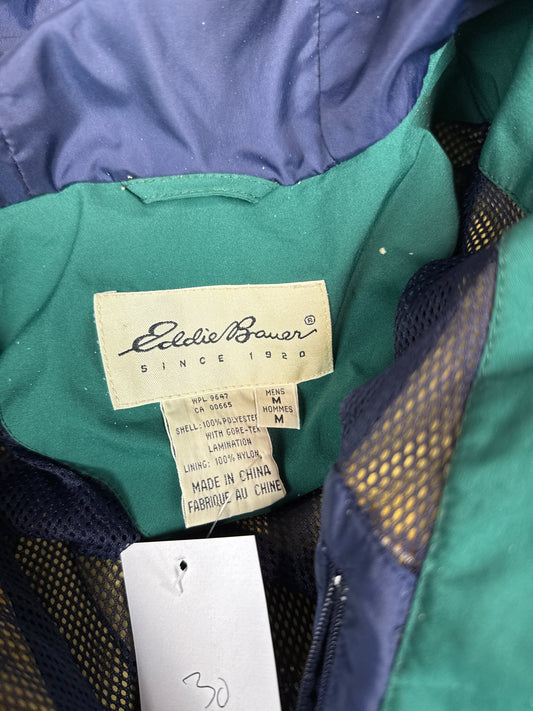 Eddie Bauer®
SINCE 1920
WPL 9647
CA 00665
SHELL: 100% POLYESTER
WITH GORE-TEX
LAMINATION
LINING: 100% NYLON
MADE IN CHINA
FABRIQUÉ AU CHINE
MENS
M
HOMMES
M
30